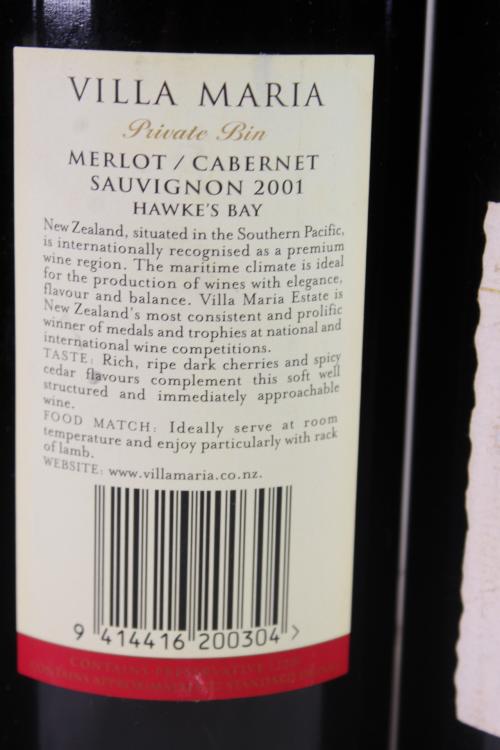 VILLA MARIA
Private Bin
MERLOT / CABERNET
SAUVIGNON 2001
HAWKE'S BAY
New Zealand, situated in the Southern Pacific,
is internationally recognised as a premium
wine region. The maritime climate is ideal
for the production of wines with elegance,
flavour and balance. Villa Maria Estate is
New Zealand's most consistent and prolific
winner of medals and trophies at national and
international wine competitions.
TASTE: Rich, ripe dark cherries and spicy
cedar flavours complement this soft well
structured and immediately approachable
wine.
FOOD MATCH: Ideally serve at room
temperature and enjoy particularly with rack
of lamb.
WEBSITE: www.villamaria.co.nz.
9 414416 200304 >
CONTAINS PRESERVATIVE
CONTAINS APPROXIMATELY STANDARD